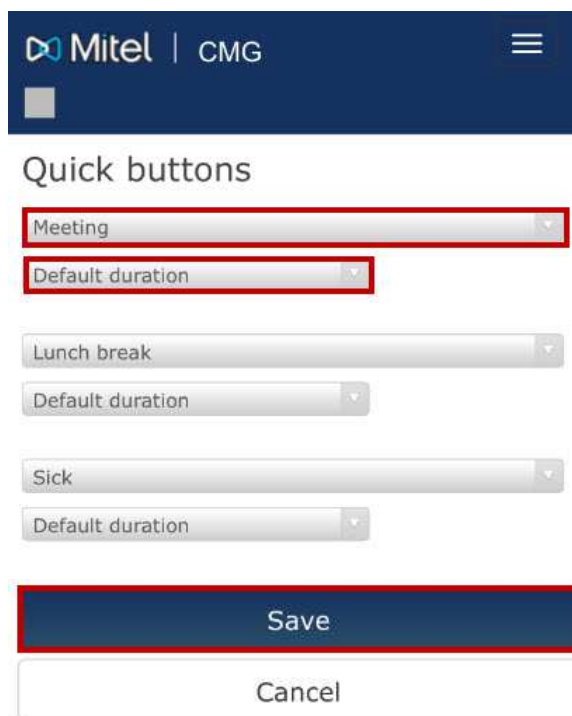 Mitel | CMG
Quick buttons
Meeting
Default duration
Lunch break
Default duration
Sick
Default duration
Save
Cancel